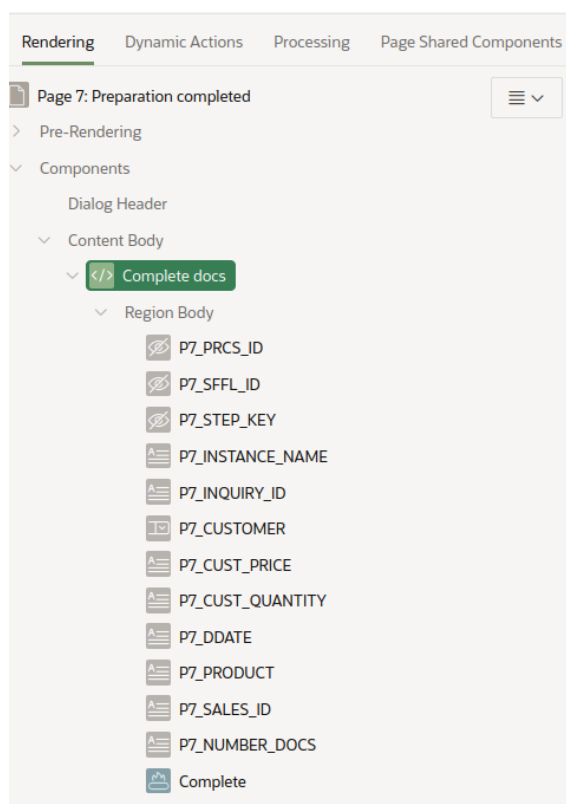 Rendering Dynamic Actions Processing Page Shared Components
Page 7: Preparation completed
Pre-Rendering
Components
Dialog Header
Content Body
</> Complete docs
Region Body
P7_PRCS_ID
P7_SFFL_ID
P7_STEP_KEY
P7_INSTANCE_NAME
P7_INQUIRY_ID
P7_CUSTOMER
P7_CUST_PRICE
P7_CUST_QUANTITY
P7_DDATE
P7_PRODUCT
P7_SALES_ID
P7_NUMBER_DOCS
Complete